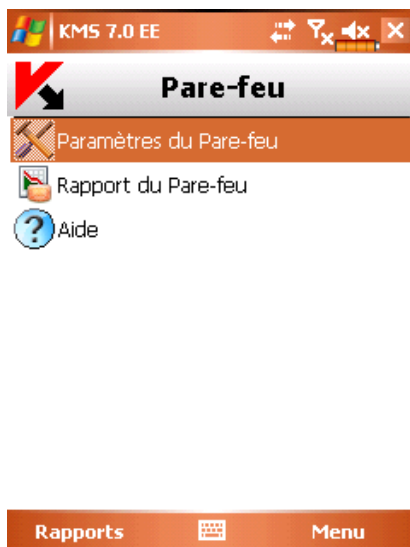 KMS 7.0 EE
Pare-feu
Paramètres du Pare-feu
Rapport du Pare-feu
Aide
Rapports Menu